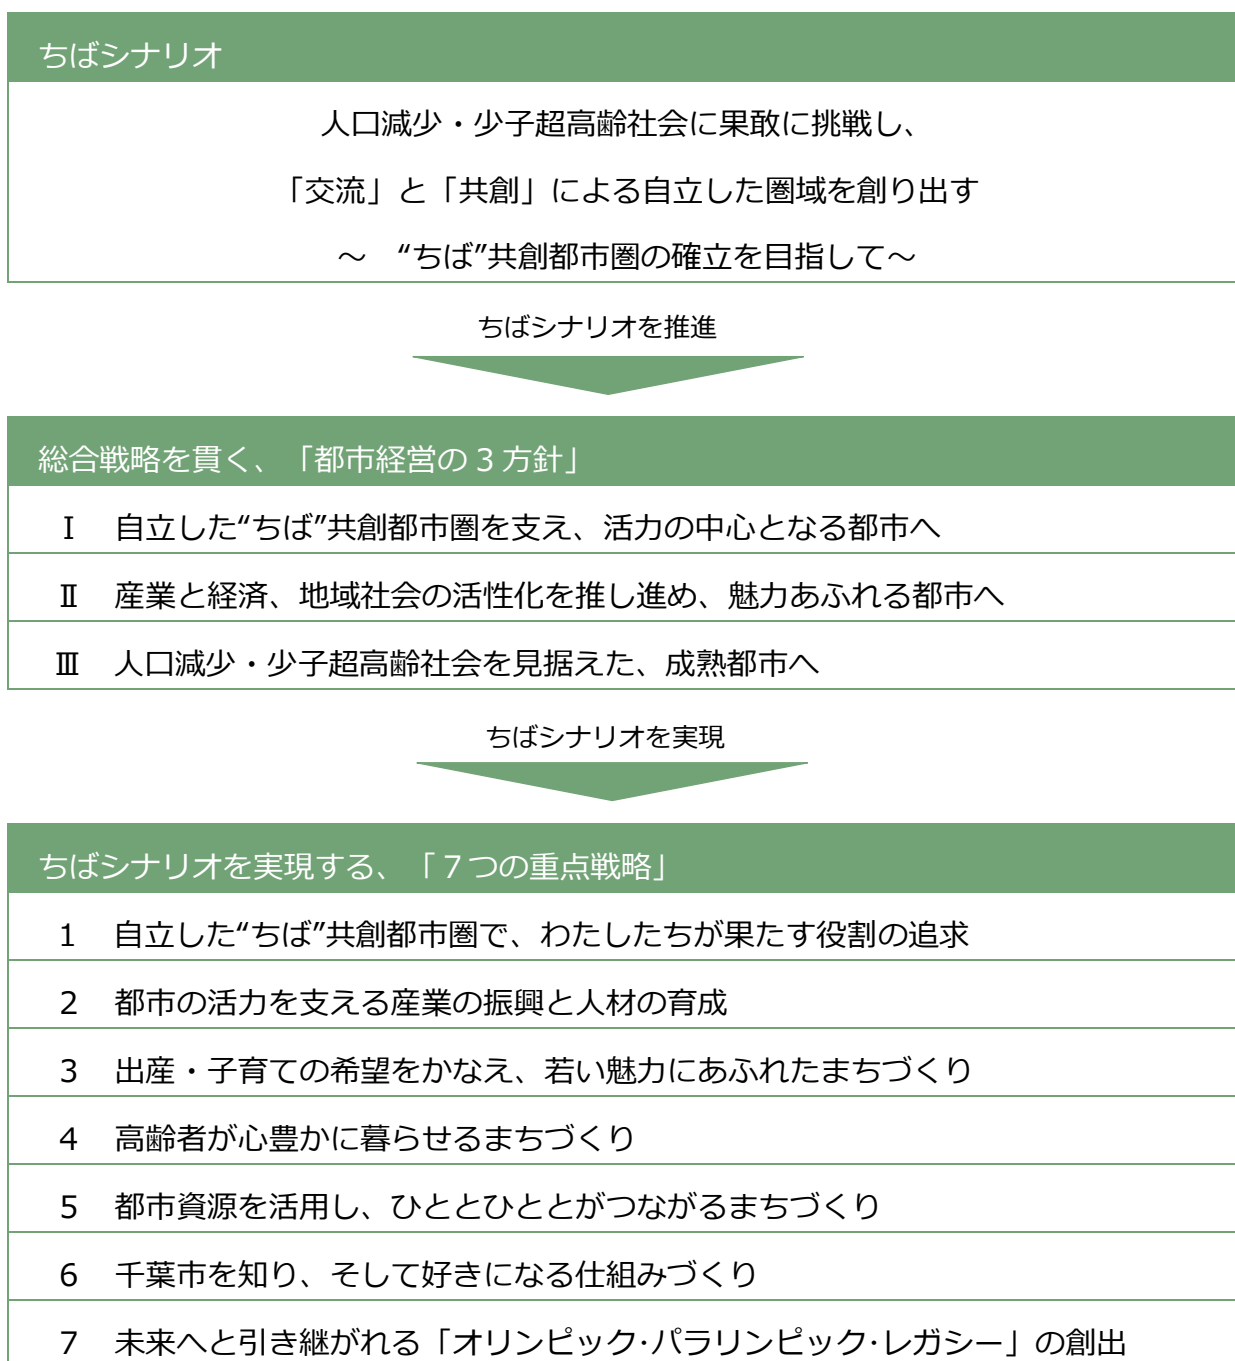 ちばシナリオ
人口減少・少子超高齢社会に果敢に挑戦し、
「交流」と「共創」による自立した圏域を創り出す
～　“ちば”共創都市圏の確立を目指して～
ちばシナリオを推進
総合戦略を貫く、「都市経営の３方針」
Ⅰ　自立した“ちば”共創都市圏を支え、活力の中心となる都市へ
Ⅱ　産業と経済、地域社会の活性化を推し進め、魅力あふれる都市へ
Ⅲ　人口減少・少子超高齢社会を見据えた、成熟都市へ
ちばシナリオを実現
ちばシナリオを実現する、「７つの重点戦略」
1　自立した“ちば”共創都市圏で、わたしたちが果たす役割の追求
2　都市の活力を支える産業の振興と人材の育成
3　出産・子育ての希望をかなえ、若い魅力にあふれたまちづくり
4　高齢者が心豊かに暮らせるまちづくり
5　都市資源を活用し、ひととひととがつながるまちづくり
6　千葉市を知り、そして好きになる仕組みづくり
7　未来へと引き継がれる「オリンピック･パラリンピック･レガシー」の創出